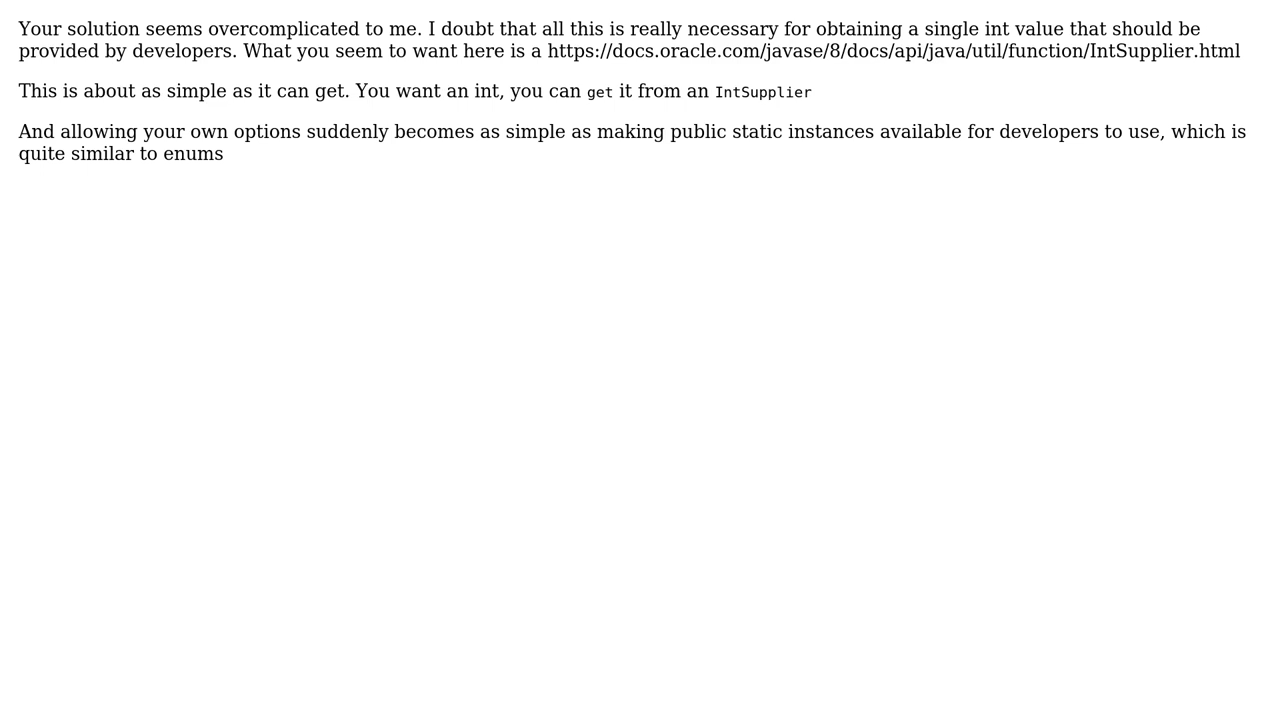 Your solution seems overcomplicated to me. I doubt that all this is really necessary for obtaining a single int value that should be
provided by developers. What you seem to want here is a https://docs.oracle.com/javase/8/docs/api/java/util/function/IntSupplier.html
This is about as simple as it can get. You want an int, you can get it from an IntSupplier
And allowing your own options suddenly becomes as simple as making public static instances available for developers to use, which is
quite similar to enums